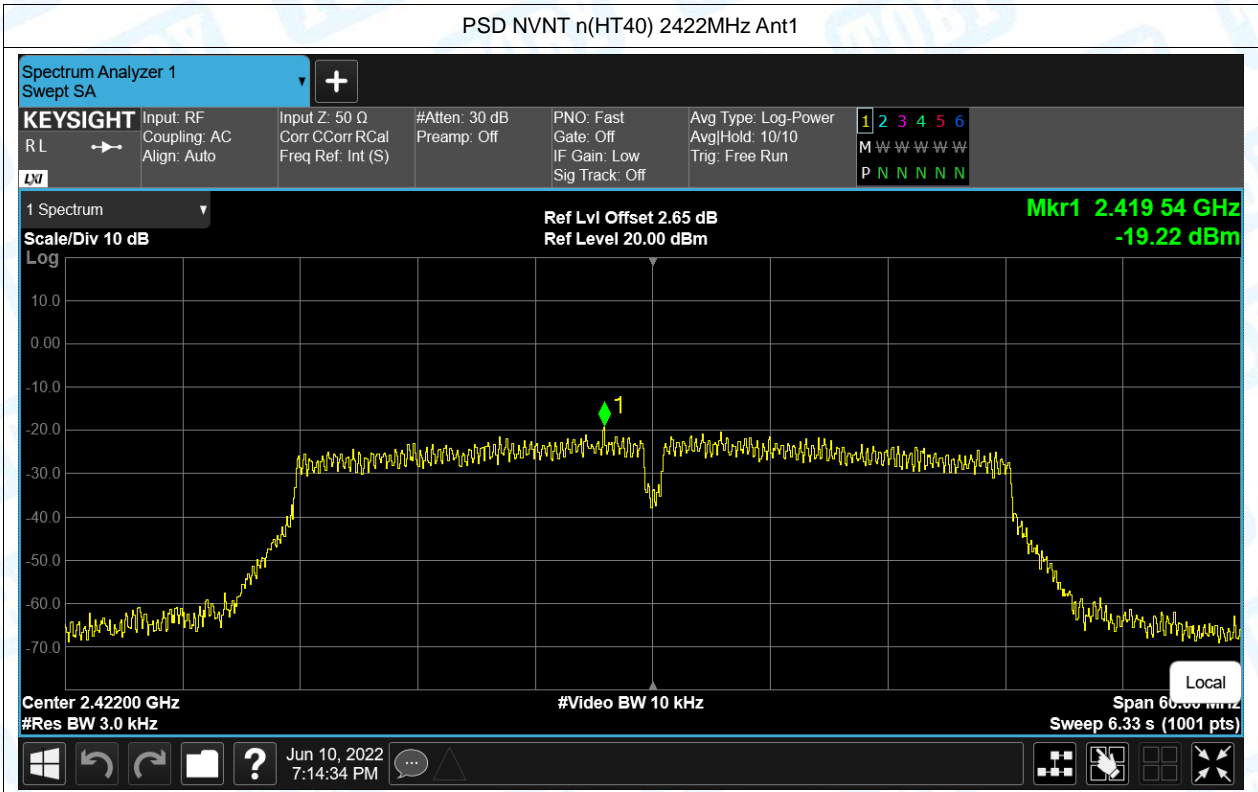 PSD NVNT n(HT40) 2422MHz Ant1
Spectrum Analyzer 1
Swept SA
KEYSIGHT
RL
LXI
Input: RF
Coupling: AC
Align: Auto
Input Z: 50 Ω
Corr CCorr RCal
Freq Ref: Int (S)
#Atten: 30 dB
Preamp: Off
PNO: Fast
Gate: Off
IF Gain: Low
Sig Track: Off
Avg Type: Log-Power
Avg|Hold: 10/10
Trig: Free Run
1 2 3 4 5 6
M W W W W W W
P N N N N N N
1 Spectrum
Scale/Div 10 dB
Ref Lvl Offset 2.65 dB
Ref Level 20.00 dBm
Mkr1 2.419 54 GHz
-19.22 dBm
Log
10.0
0.00
-10.0
1
-20.0
-30.0
-40.0
-50.0
-60.0
-70.0
Local
Center 2.42200 GHz
#Video BW 10 kHz
Span 60.00 MHz
#Res BW 3.0 kHz
Sweep 6.33 s (1001 pts)
?
Jun 10, 2022
7:14:34 PM